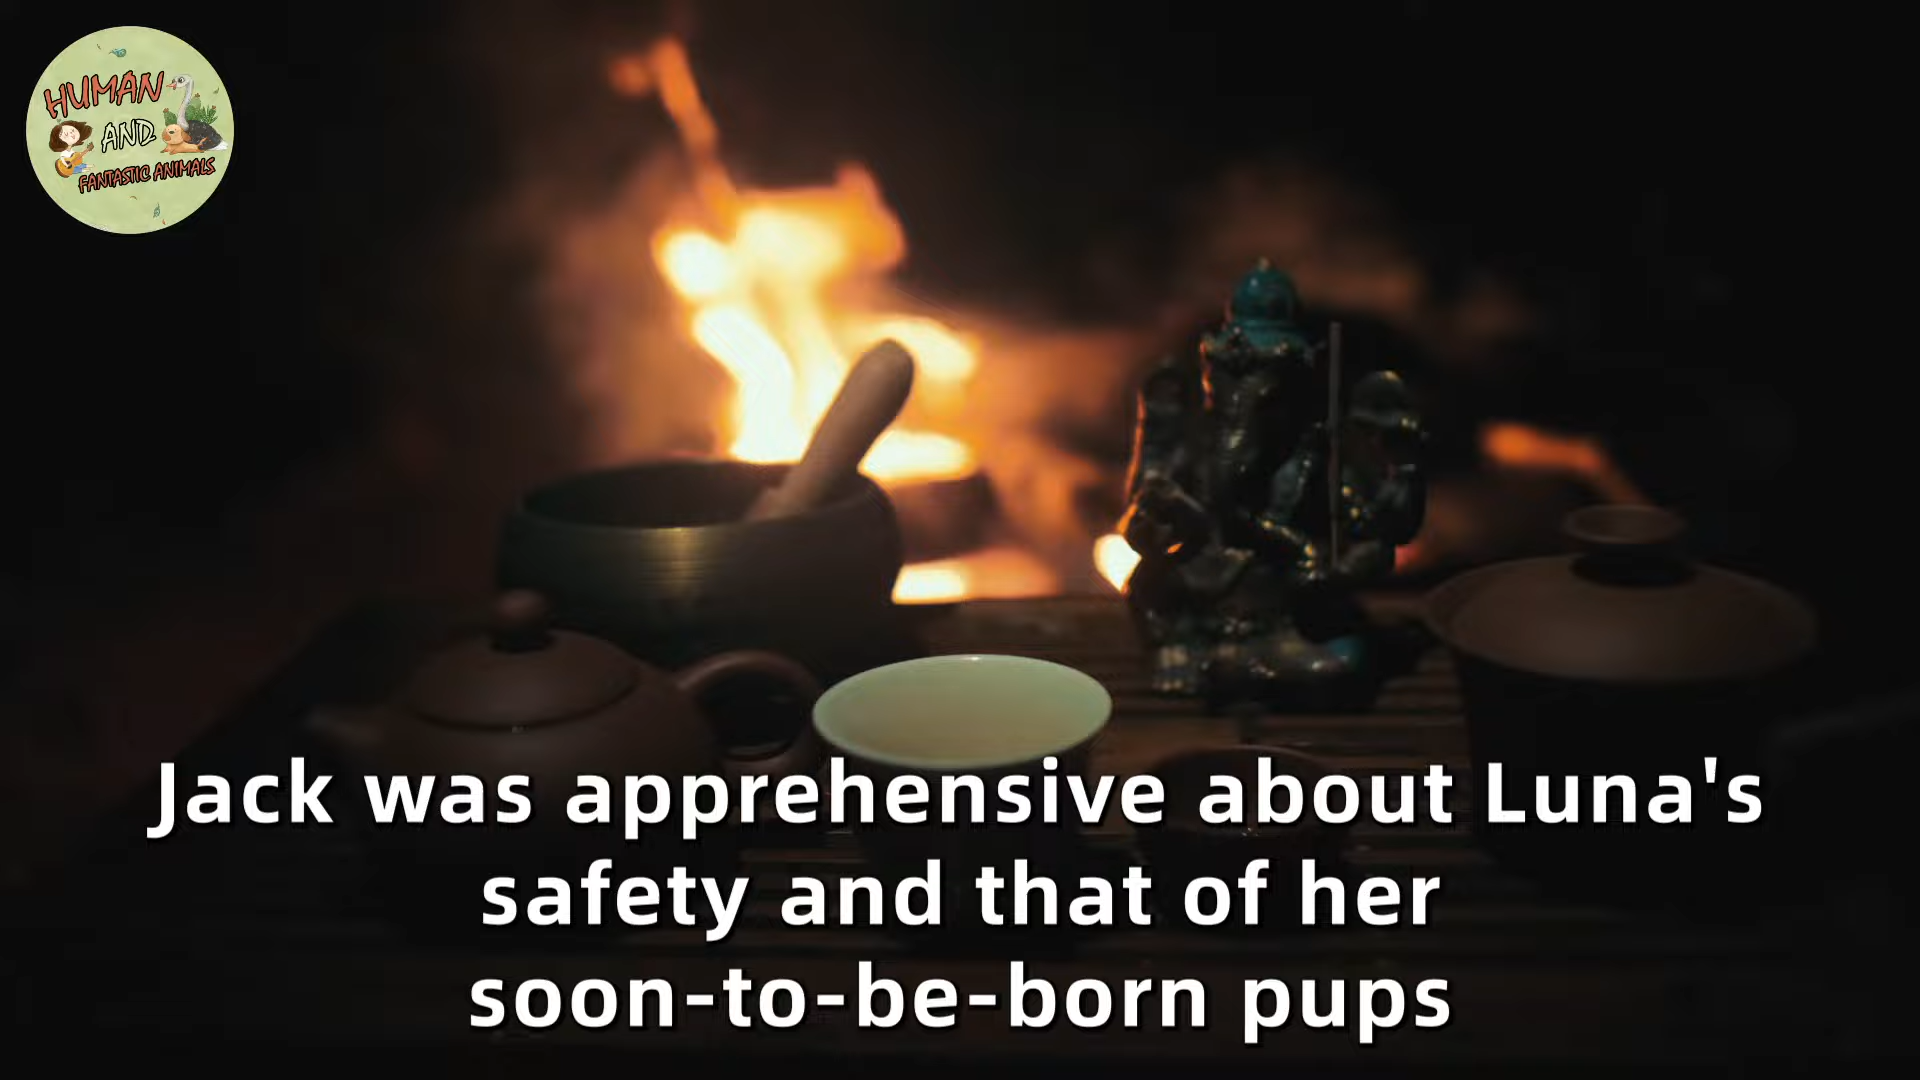 HUMAN
AND
FANTASTIC ANIMALS
Jack was apprehensive about Luna's
safety and that of her
soon-to-be-born pups